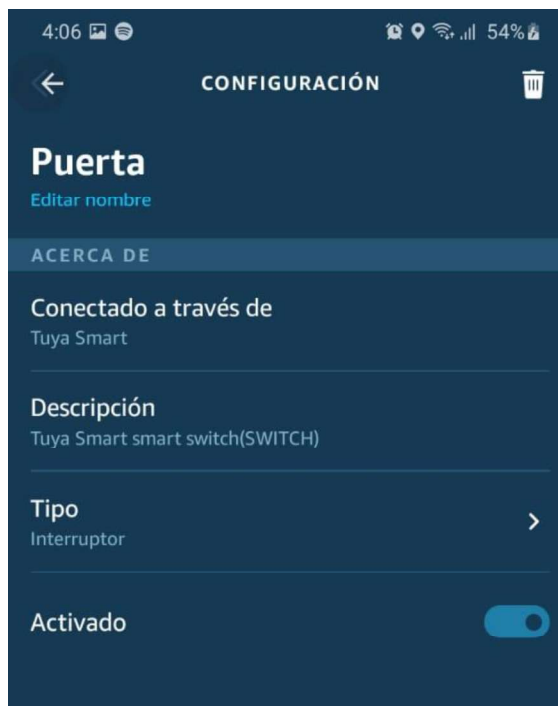 4:06 54%
CONFIGURACIÓN
Puerta
Editar nombre
ACERCA DE
Conectado a través de
Tuya Smart
Descripción
Tuya Smart smart switch(SWITCH)
Tipo
Interruptor
Activado